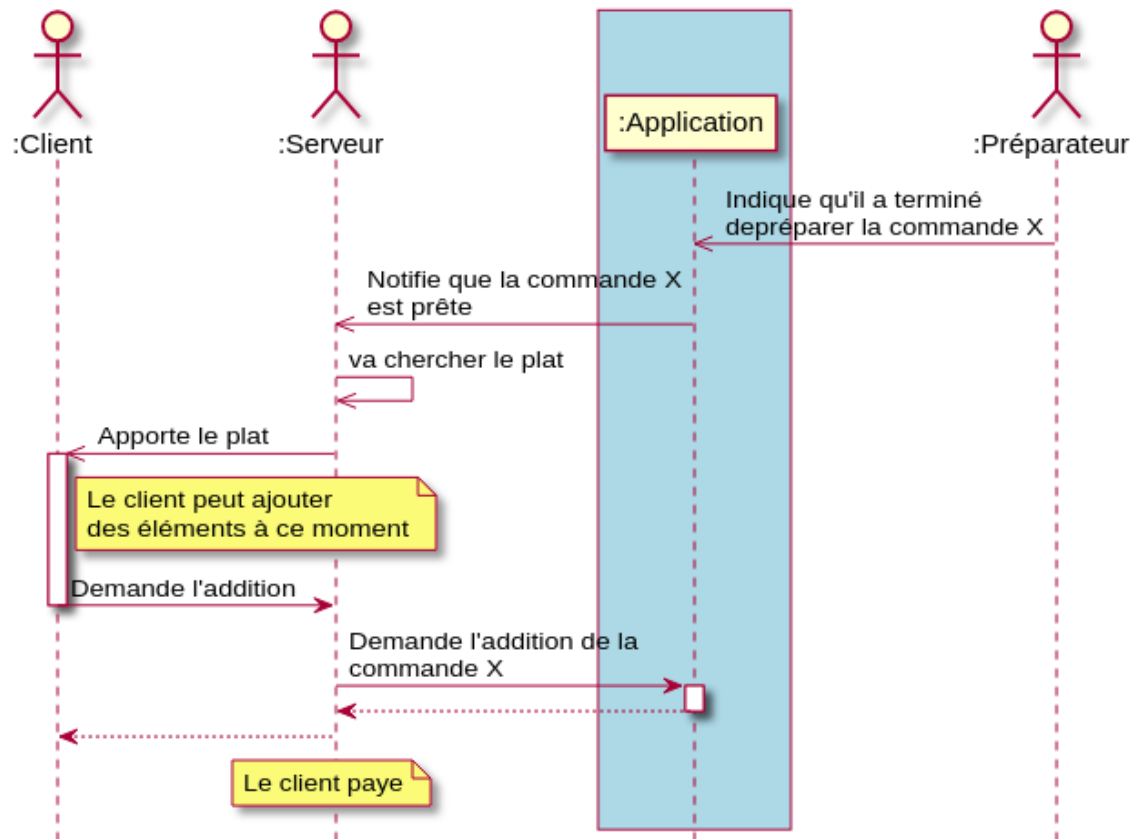 :Client
:Serveur
:Application
:Préparateur
Indique qu'il a terminé
depréparer la commande X
Notifie que la commande X
est prête
va chercher le plat
Apporte le plat
Le client peut ajouter
des éléments à ce moment
Demande l'addition
Demande l'addition de la
commande X
Le client paye